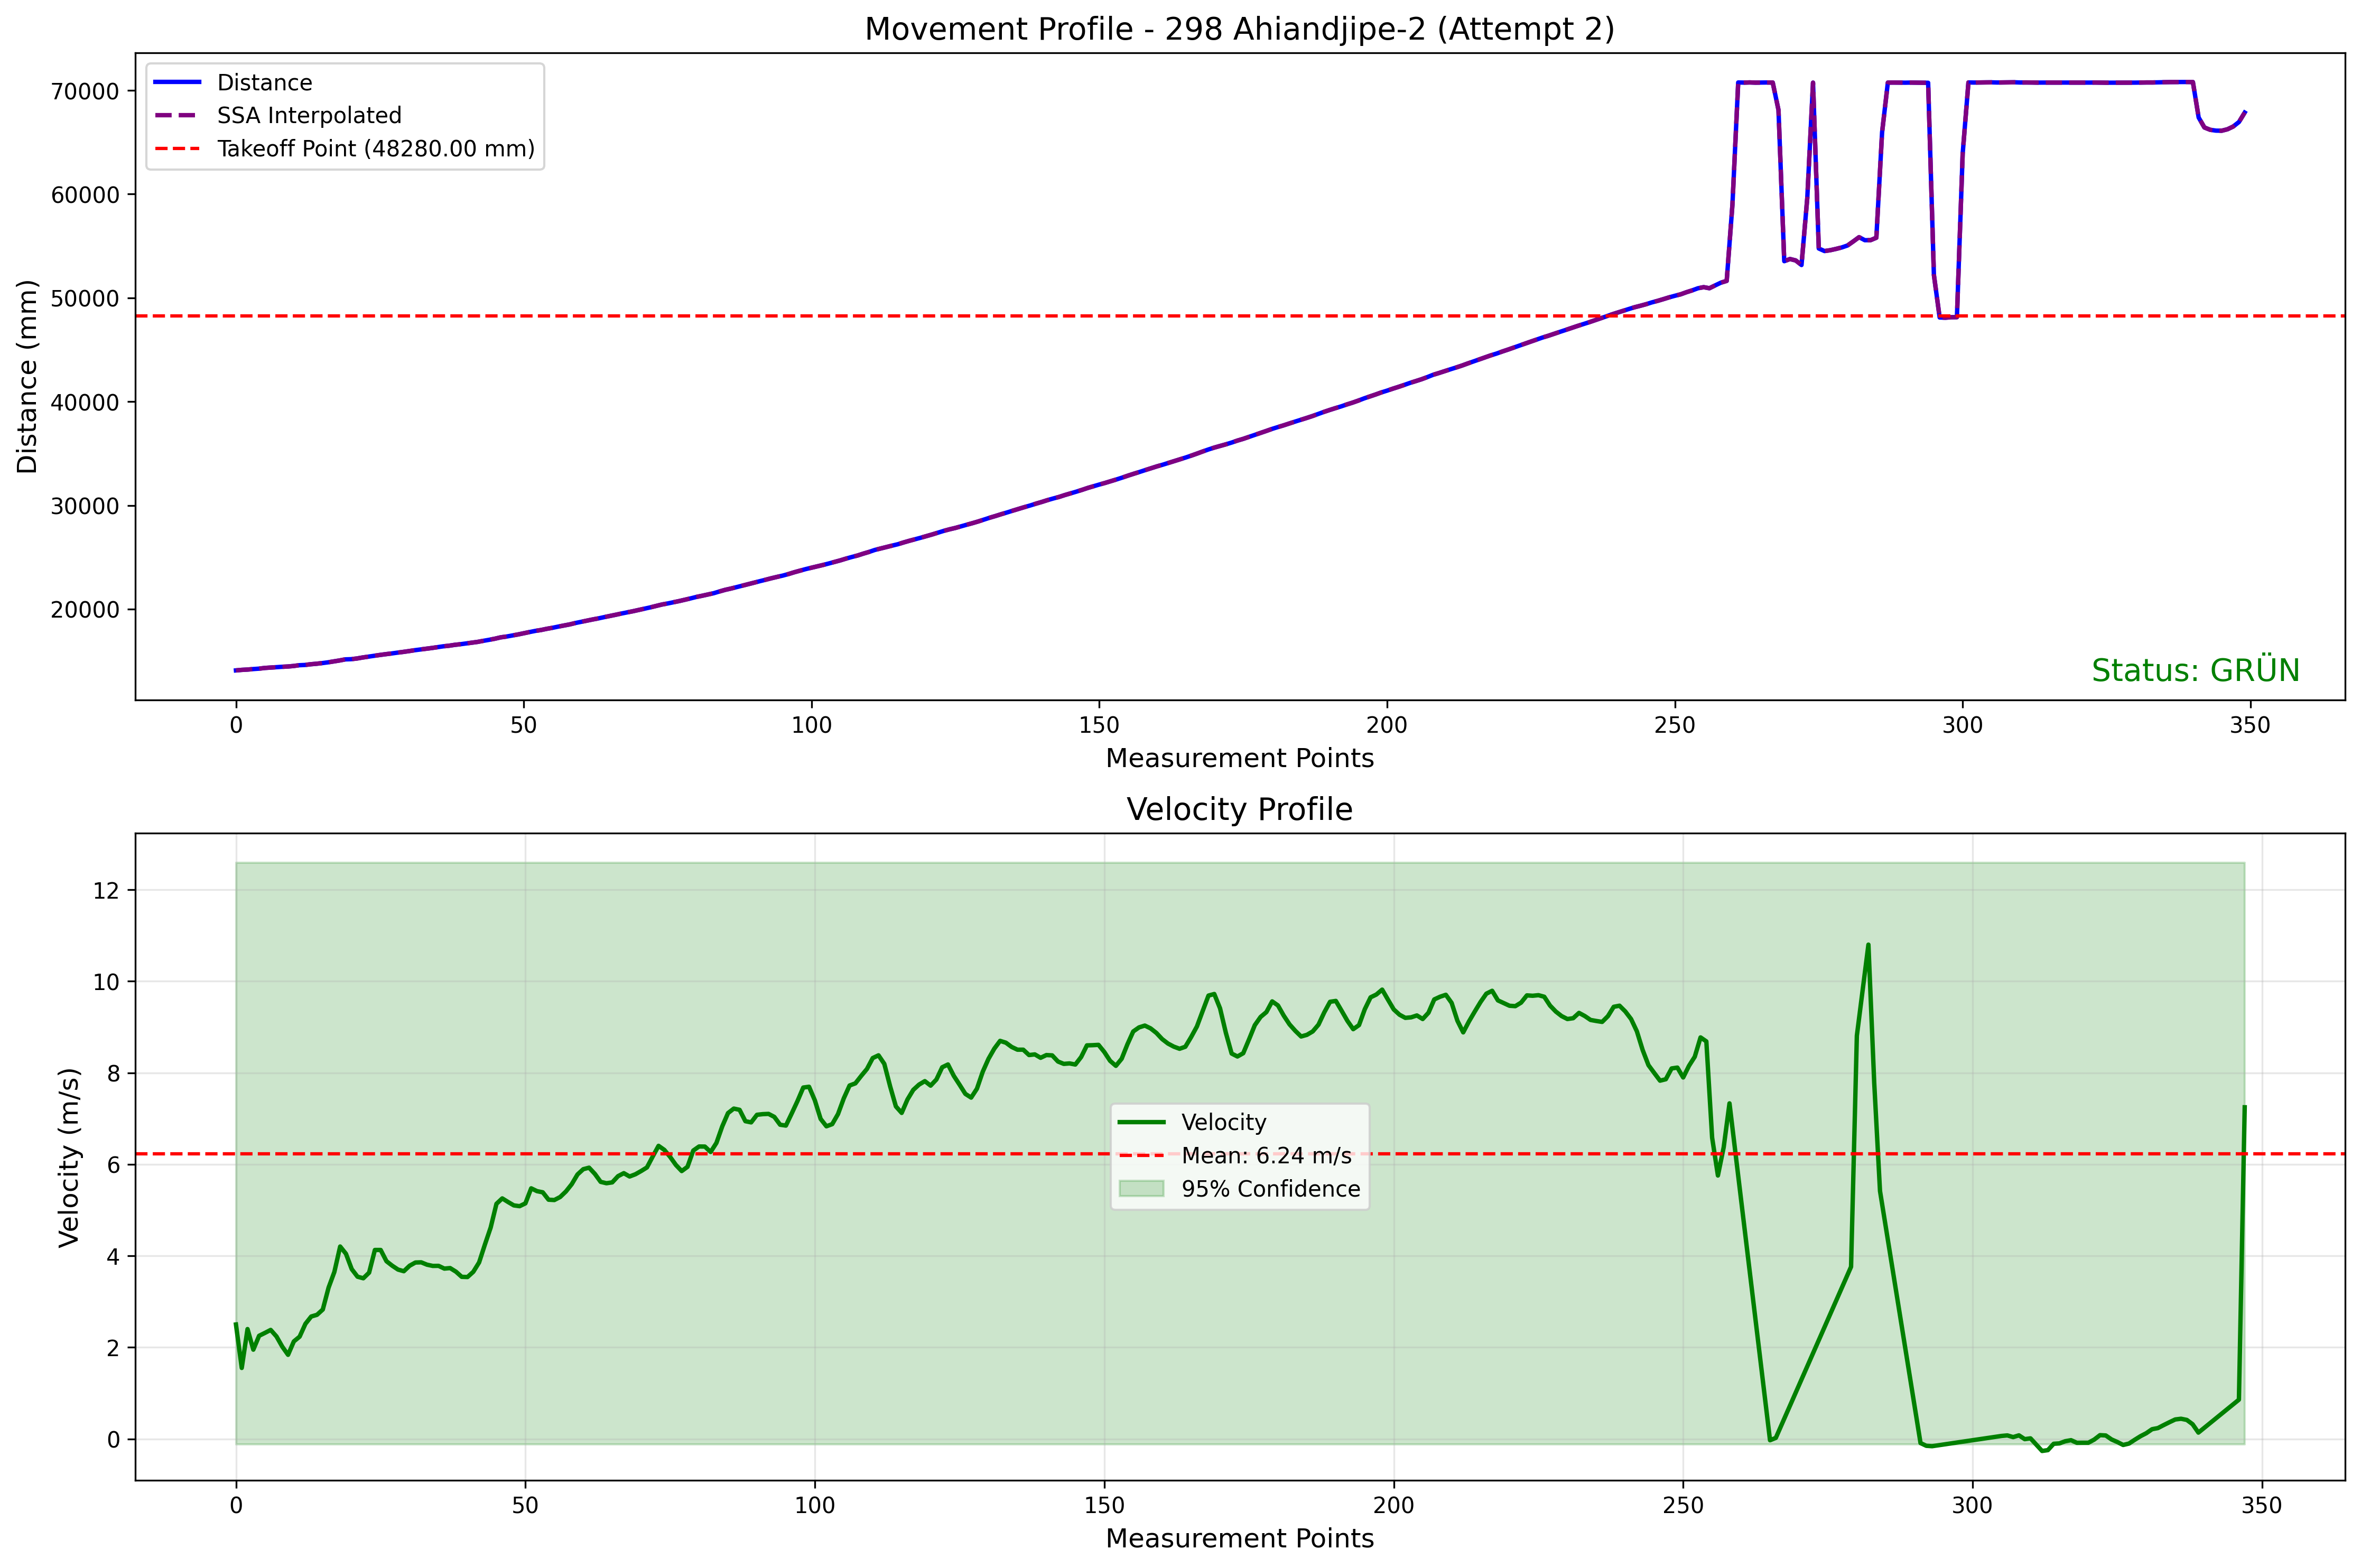 Movement Profile - 298 Ahiandjipe-2 (Attempt 2)
Distance
SSA Interpolated
Takeoff Point (48280.00 mm)
Distance (mm)
70000
60000
50000
40000
30000
20000
Status: GRÜN
0 50 100 150 200 250 300 350
Measurement Points
Velocity Profile
Velocity (m/s)
12
10
8
6
4
2
0
Velocity
Mean: 6.24 m/s
95% Confidence
0 50 100 150 200 250 300 350
Measurement Points